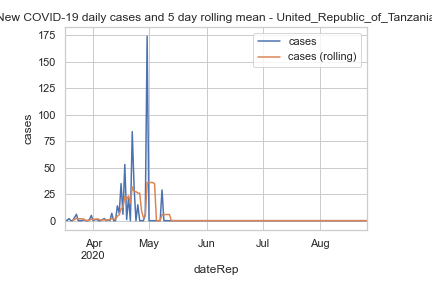 New COVID-19 daily cases and 5 day rolling mean - United_Republic_of_Tanzania
cases
cases (rolling)
175
150
125
100
75
50
25
0
cases
Apr May Jun Jul Aug
2020
dateRep